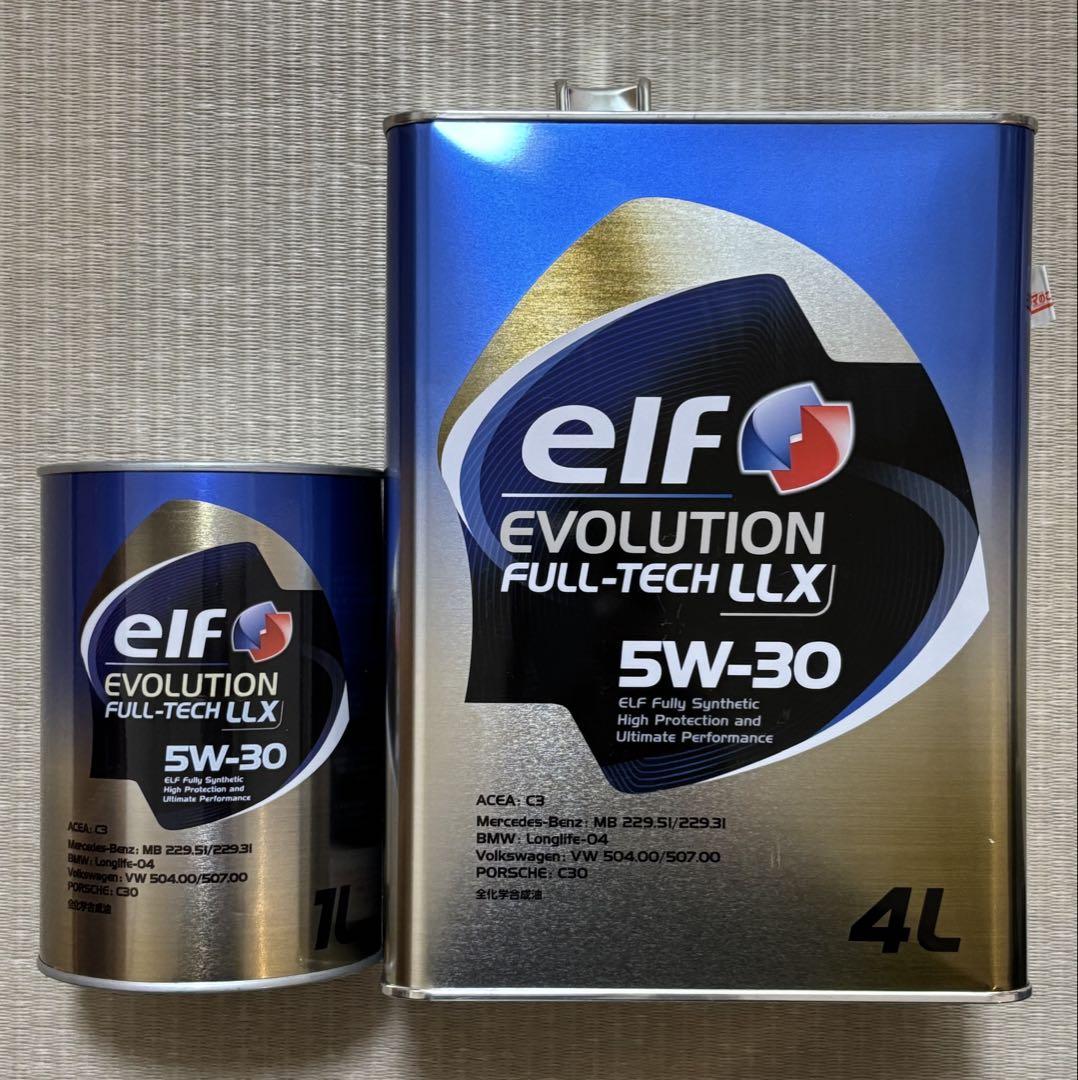 elf
EVOLUTION
FULL-TECH LLX
5W-30
ELF Fully Synthetic
High Protection and
Ultimate Performance
ACEA: C3
Mercedes-Benz: MB 229.51/229.31
BMW: Longlife-04
Volkswagen: VW 504.00/507.00
PORSCHE: C30
全化学合成油
1L
elf
EVOLUTION
FULL-TECH LLX
5W-30
ELF Fully Synthetic
High Protection and
Ultimate Performance
ACEA: C3
Mercedes-Benz: MB 229.51/229.31
BMW: Longlife-04
Volkswagen: VW 504.00/507.00
PORSCHE: C30
全化学合成油
4L